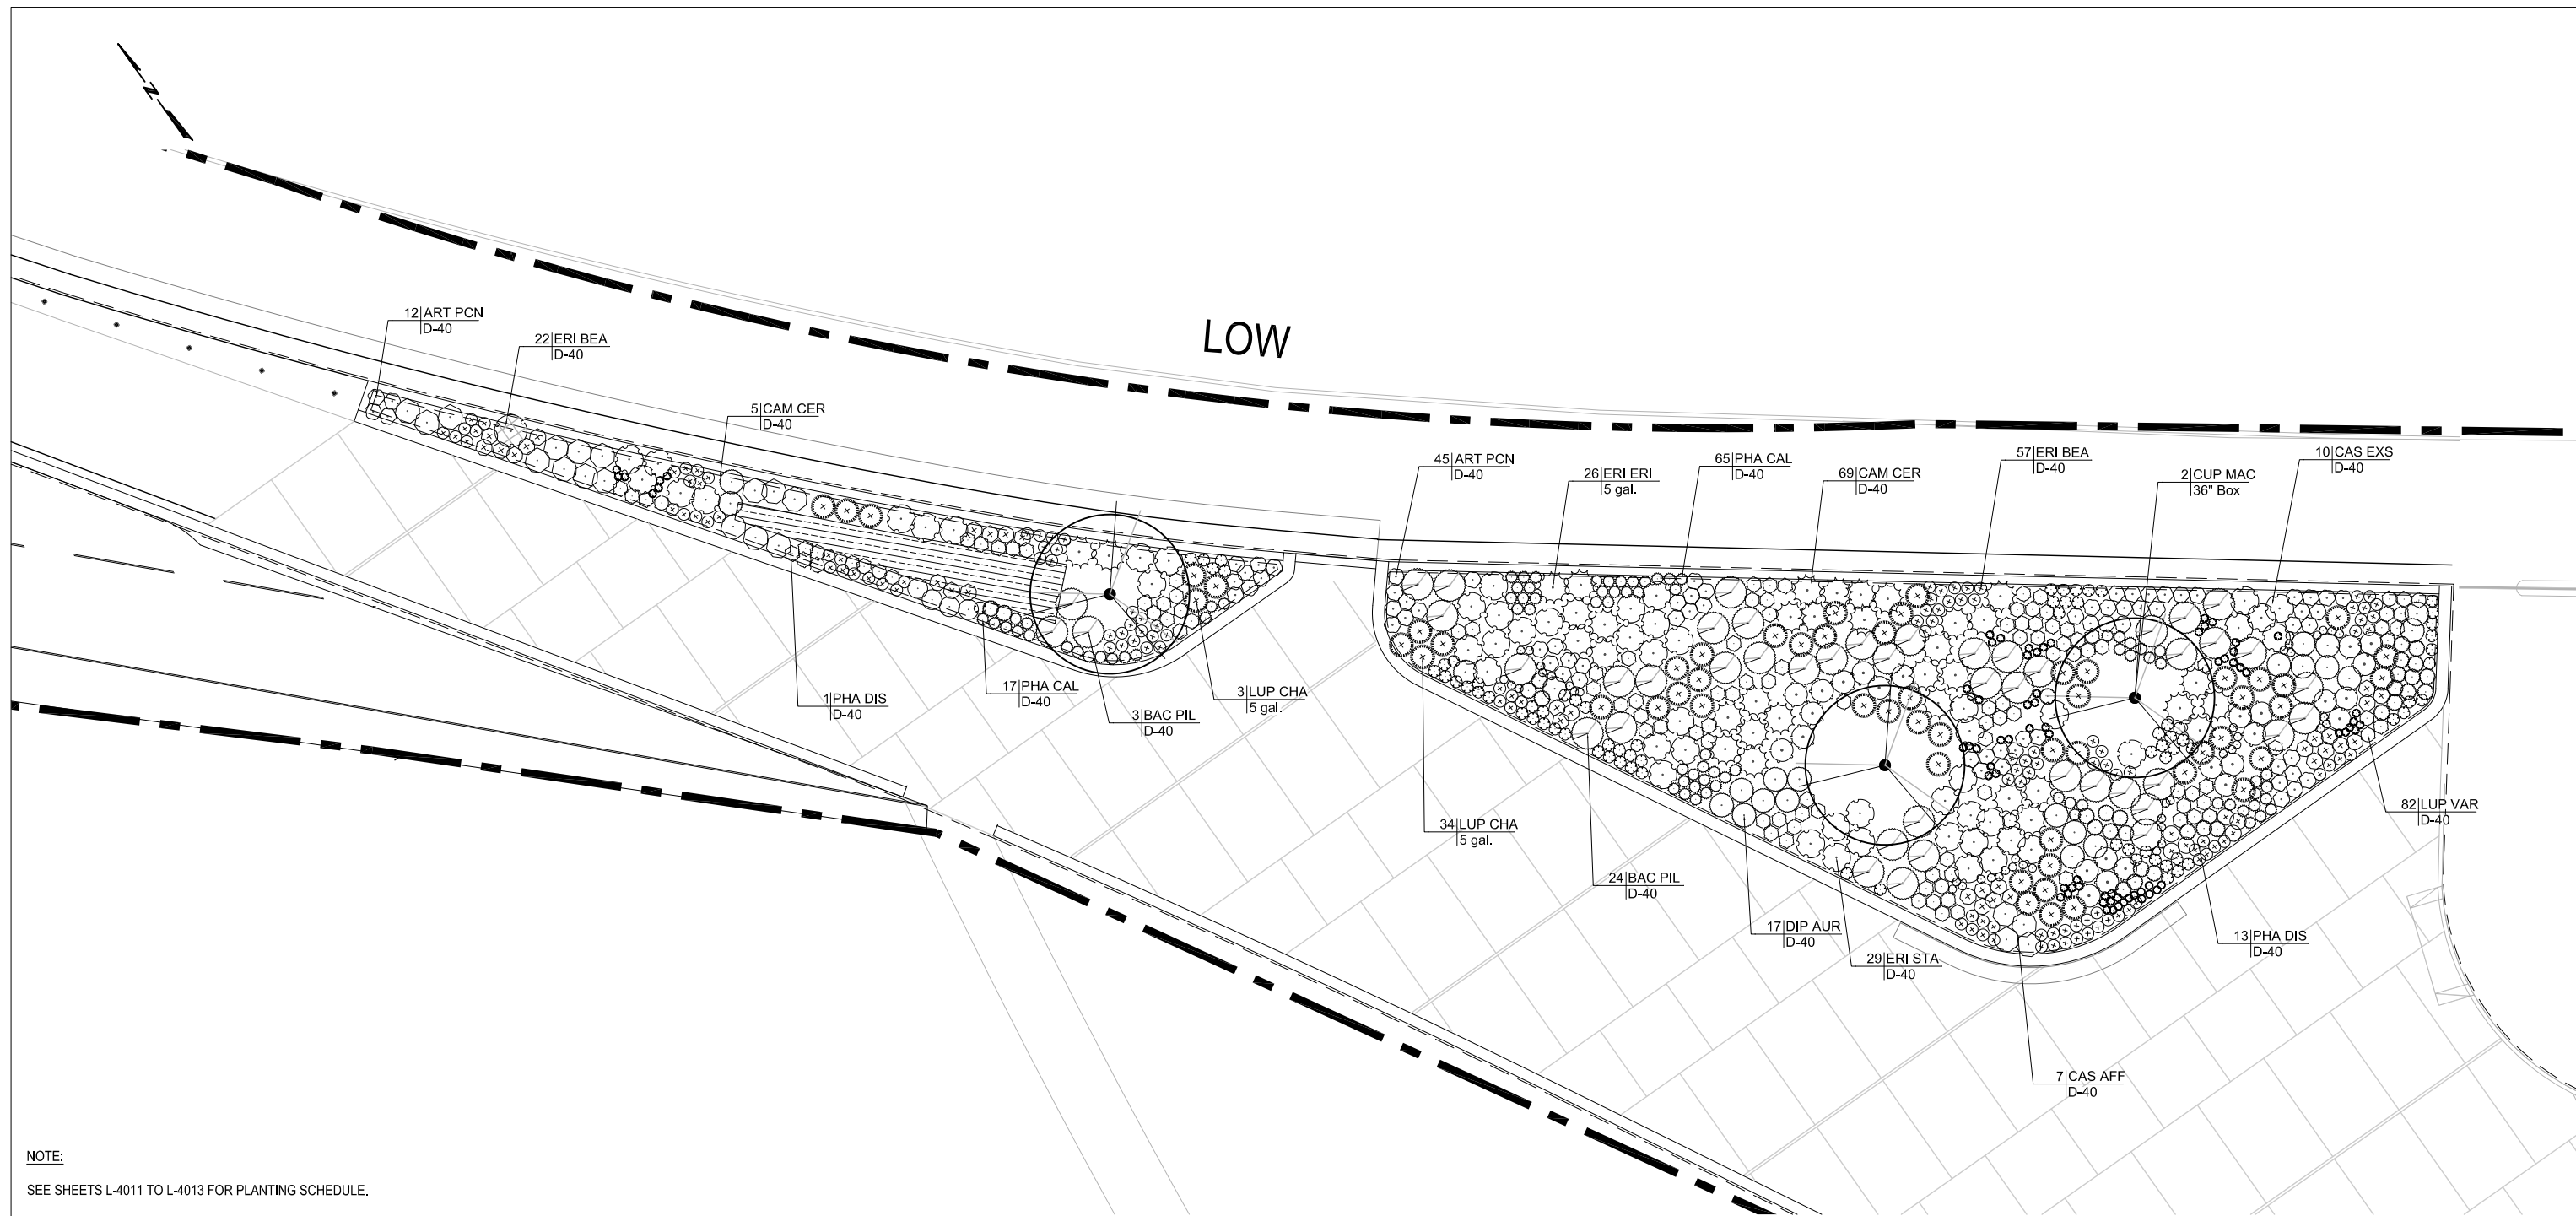 N
LOW
12 ART PCN
D-40
22 ERI BEA
D-40
5 CAM CER
D-40
45 ART PCN
D-40
26 ERI ERI
5 gal.
65 PHA CAL
D-40
69 CAM CER
D-40
57 ERI BEA
D-40
2 CUP MAC
36" Box
10 CAS EXS
D-40
1 PHA DIS
D-40
17 PHA CAL
D-40
3 BAC PIL
D-40
3 LUP CHA
5 gal.
34 LUP CHA
5 gal.
24 BAC PIL
D-40
17 DIP AUR
D-40
29 ERI STA
D-40
82 LUP VAR
D-40
13 PHA DIS
D-40
7 CAS AFF
D-40
NOTE:
SEE SHEETS L-4011 TO L-4013 FOR PLANTING SCHEDULE.